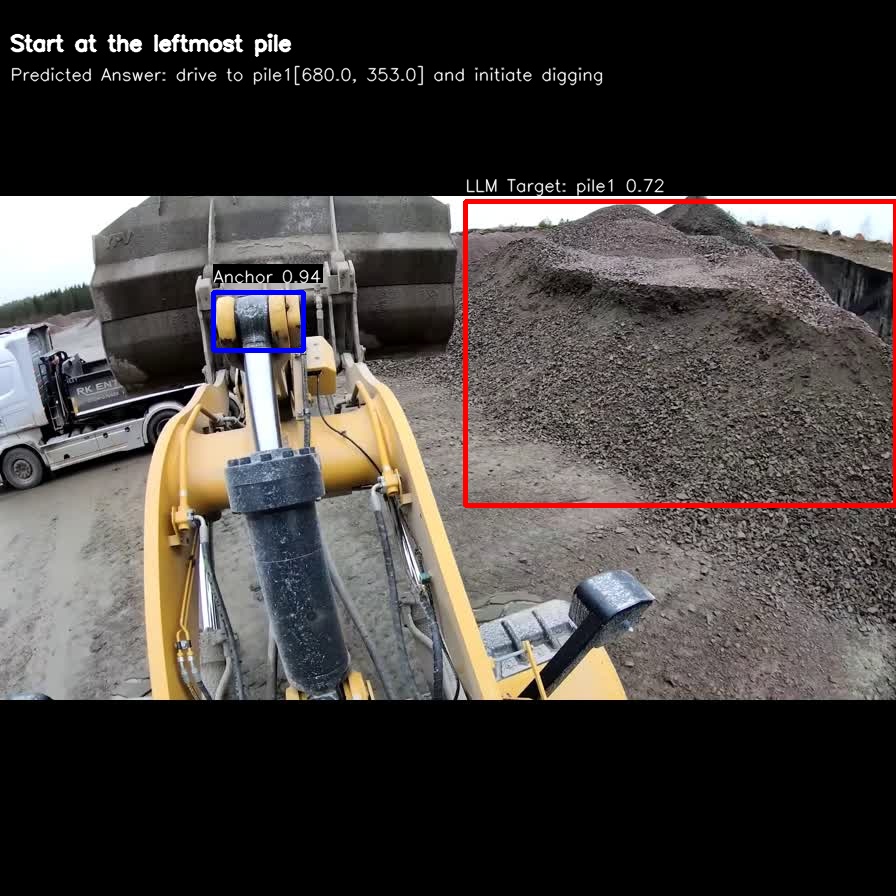 Start at the leftmost pile
Predicted Answer: drive to pile1[680.0, 353.0] and initiate digging
LLM Target: pile1 0.72
Anchor 0.94
RK ENT